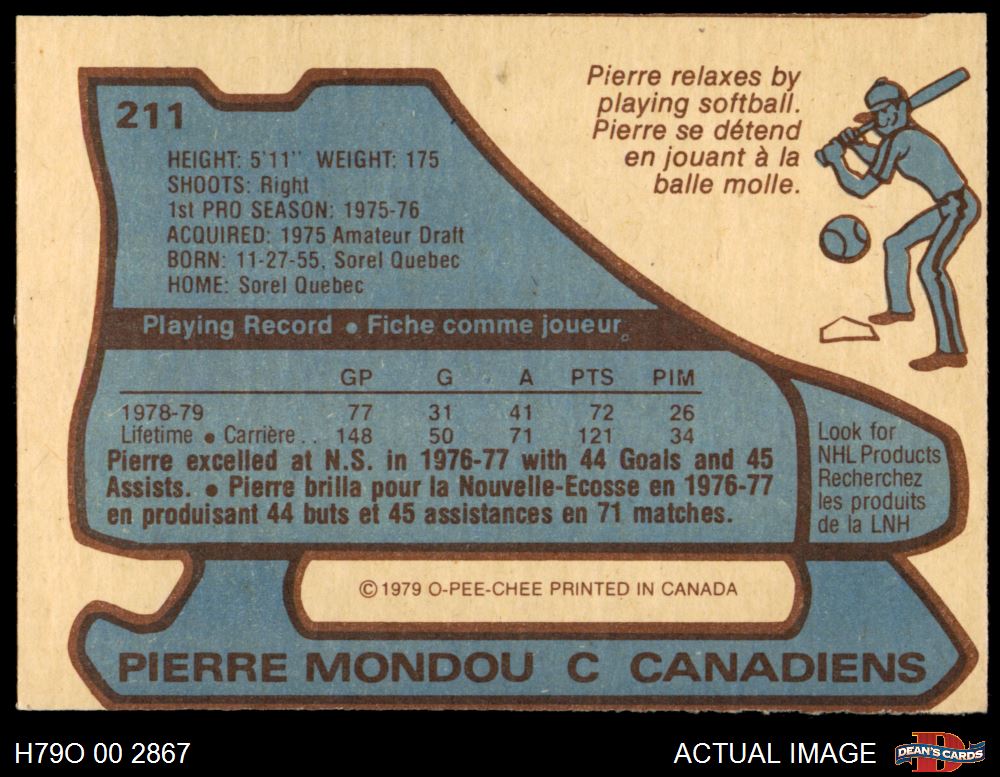 211
Pierre relaxes by
playing softball.
Pierre se détend
en jouant à la
balle molle.
HEIGHT: 5'11" WEIGHT: 175
SHOOTS: Right
1st PRO SEASON: 1975-76
ACQUIRED: 1975 Amateur Draft
BORN: 11-27-55, Sorel Quebec
HOME: Sorel Quebec
Playing Record • Fiche comme joueur
GP G A PTS PIM
1978-79 77 31 41 72 26
Lifetime • Carrière .. 148 50 71 121 34
Pierre excelled at N.S. in 1976-77 with 44 Goals and 45
Assists. • Pierre brilla pour la Nouvelle-Ecosse en 1976-77
en produisant 44 buts et 45 assistances en 71 matches.
Look for
NHL Products
Recherchez
les produits
de la LNH
©1979 O-PEE-CHEE PRINTED IN CANADA
PIERRE MONDOU C CANADIENS
H79O 00 2867
ACTUAL IMAGE
D
DEAN'S CARDS